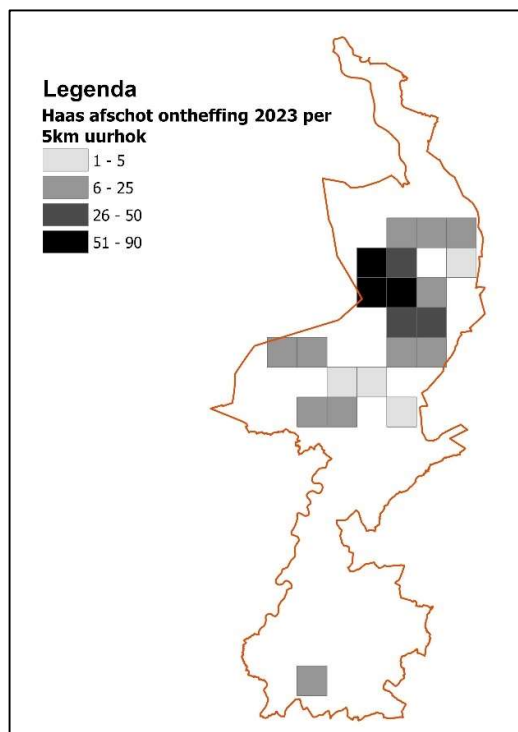 Legenda
Haas afschot ontheffing 2023 per
5km uurhok
1 - 5
6 - 25
26 - 50
51 - 90